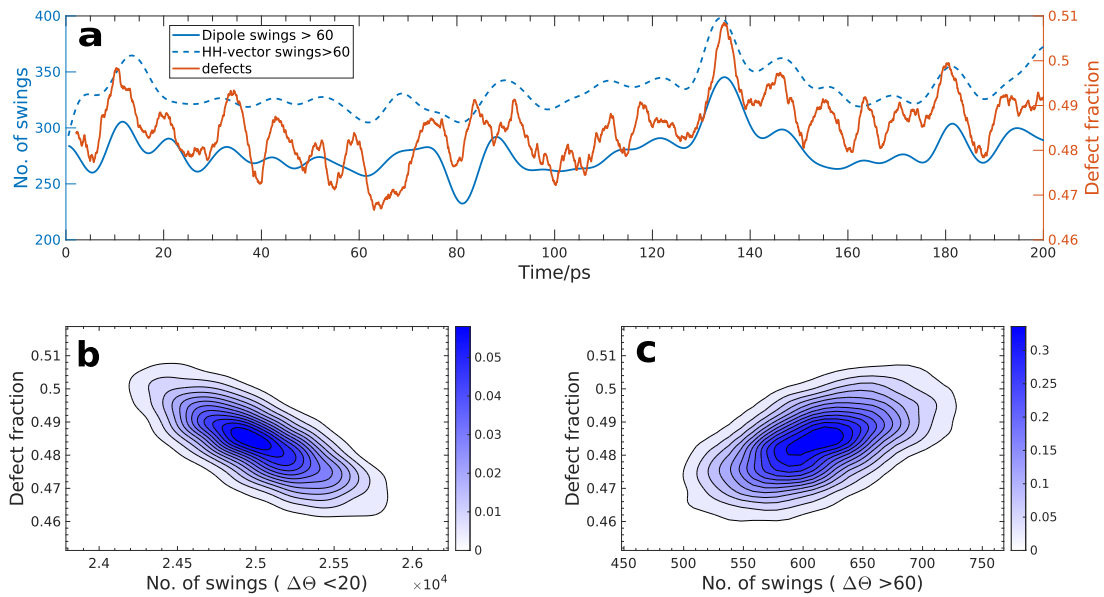 a
Dipole swings > 60
HH-vector swings>60
defects
No. of swings
400
350
300
250
200
0.51
0.5
0.49
0.48
0.47
0.46
Defect fraction
0 20 40 60 80 100 120 140 160 180 200
Time/ps
b
Defect fraction
0.51
0.5
0.49
0.48
0.47
0.46
2.4 2.45 2.5 2.55 2.6
×10⁴
No. of swings ( ΔΘ <20)
0.05
0.04
0.03
0.02
0.01
0
c
Defect fraction
0.51
0.5
0.49
0.48
0.47
0.46
450 500 550 600 650 700 750
No. of swings ( ΔΘ >60)
0.3
0.25
0.2
0.15
0.1
0.05
0